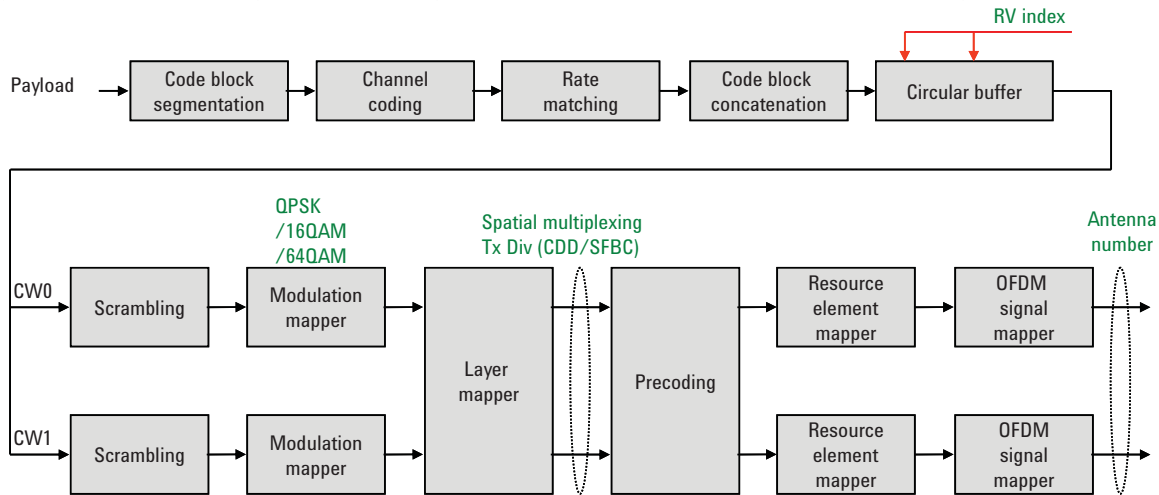 RV index
Payload
Code block
segmentation
Channel
coding
Rate
matching
Code block
concatenation
Circular buffer
QPSK
/16QAM
/64QAM
Spatial multiplexing
Tx Div (CDD/SFBC)
Antenna
number
CW0
Scrambling
Modulation
mapper
Layer
mapper
Precoding
Resource
element
mapper
OFDM
signal
mapper
CW1
Scrambling
Modulation
mapper
Resource
element
mapper
OFDM
signal
mapper